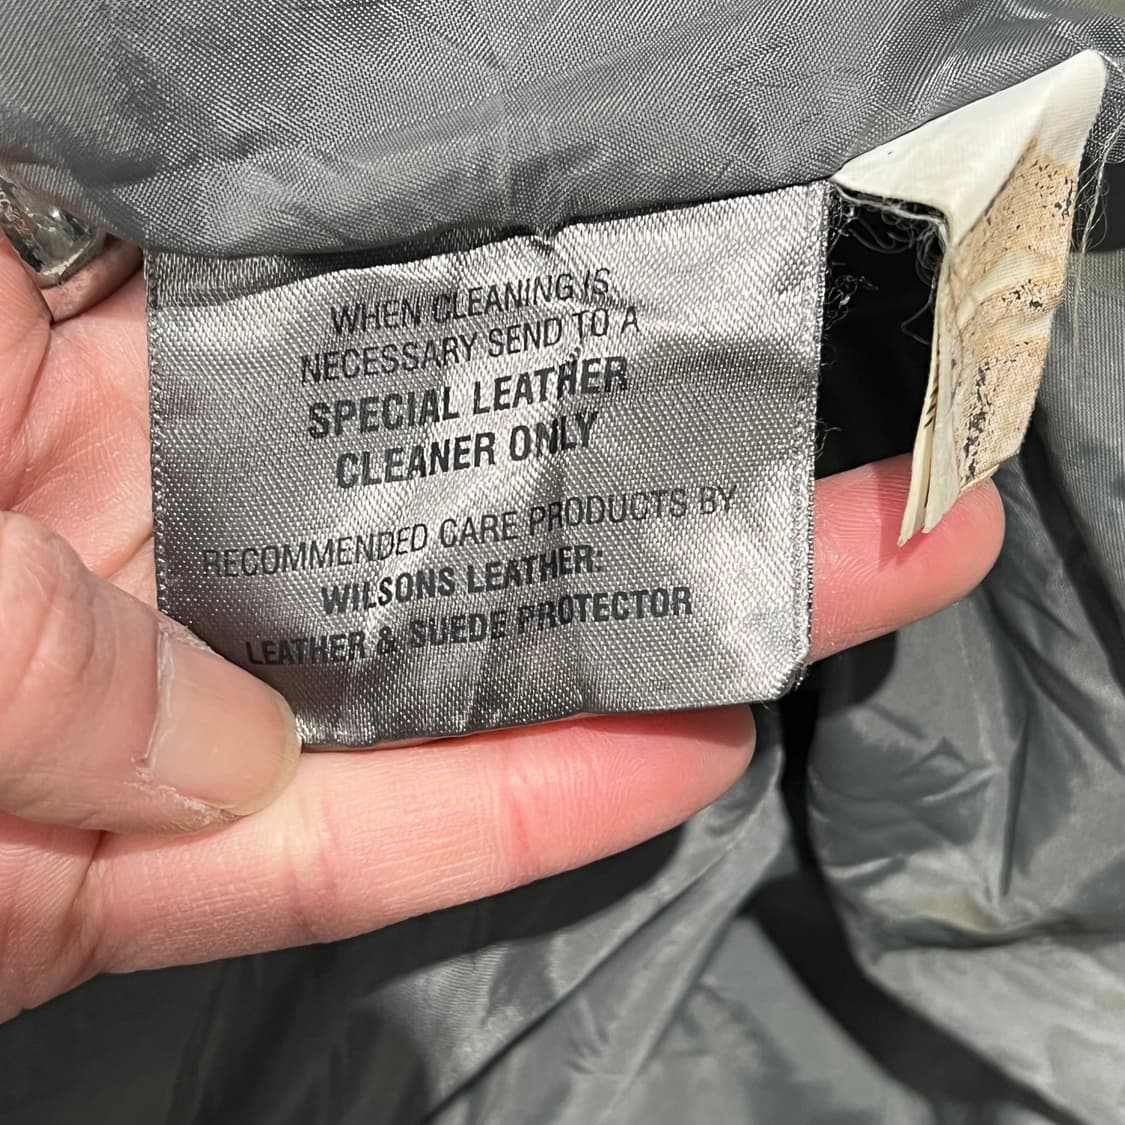 WHEN CLEANING IS
NECESSARY SEND TO A
SPECIAL LEATHER
CLEANER ONLY
RECOMMENDED CARE PRODUCTS BY
WILSONS LEATHER:
LEATHER & SUEDE PROTECTOR